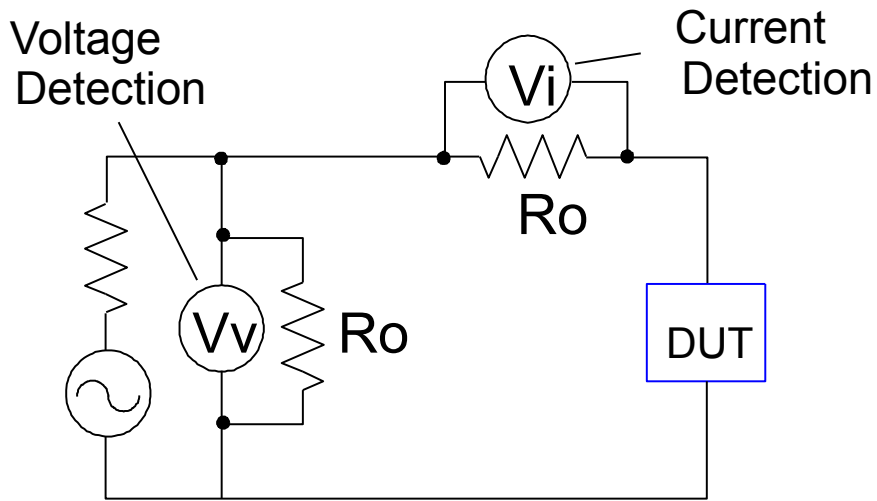 Voltage
Detection
Current
Detection
Vi
Ro
Vv
Ro
DUT